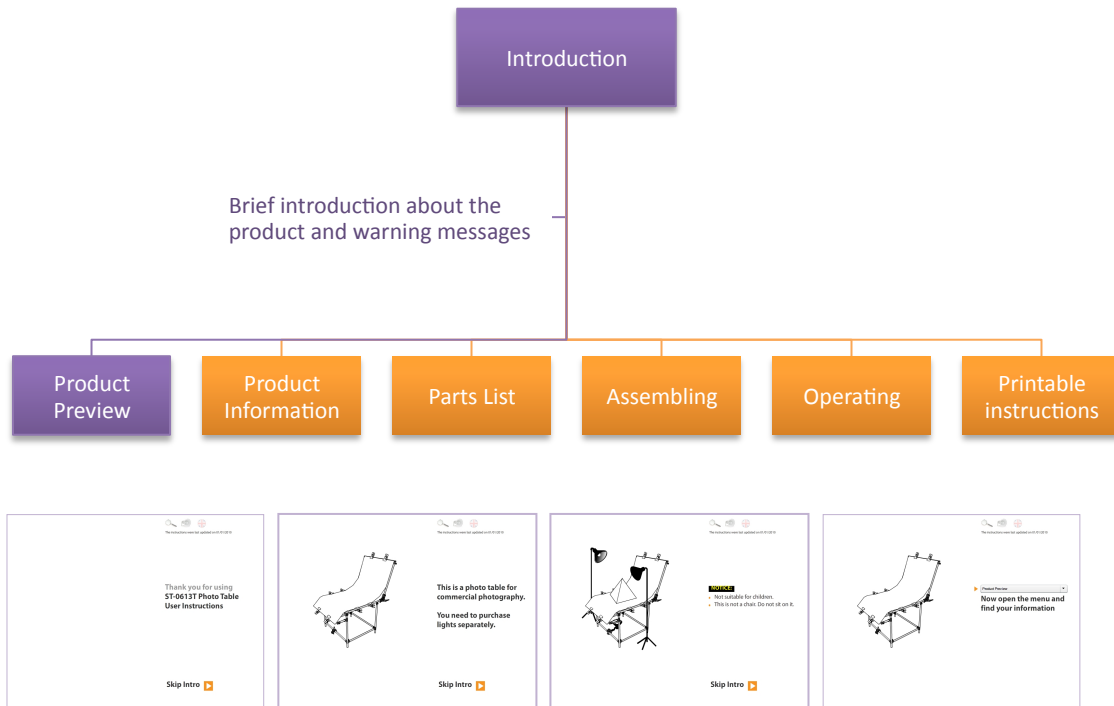 Introduction
Brief introduction about the
product and warning messages
Product
Preview
Product
Information
Parts List
Assembling
Operating
Printable
instructions
Thank you for using
ST-0613T Photo Table
User Instructions
Skip Intro
This is a photo table for
commercial photography.
You need to purchase
lights separately.
Skip Intro
NOTICE:
Not suitable for children.
This is not a chair. Do not sit on it.
Skip Intro
Product Preview
Now open the menu and
find your information